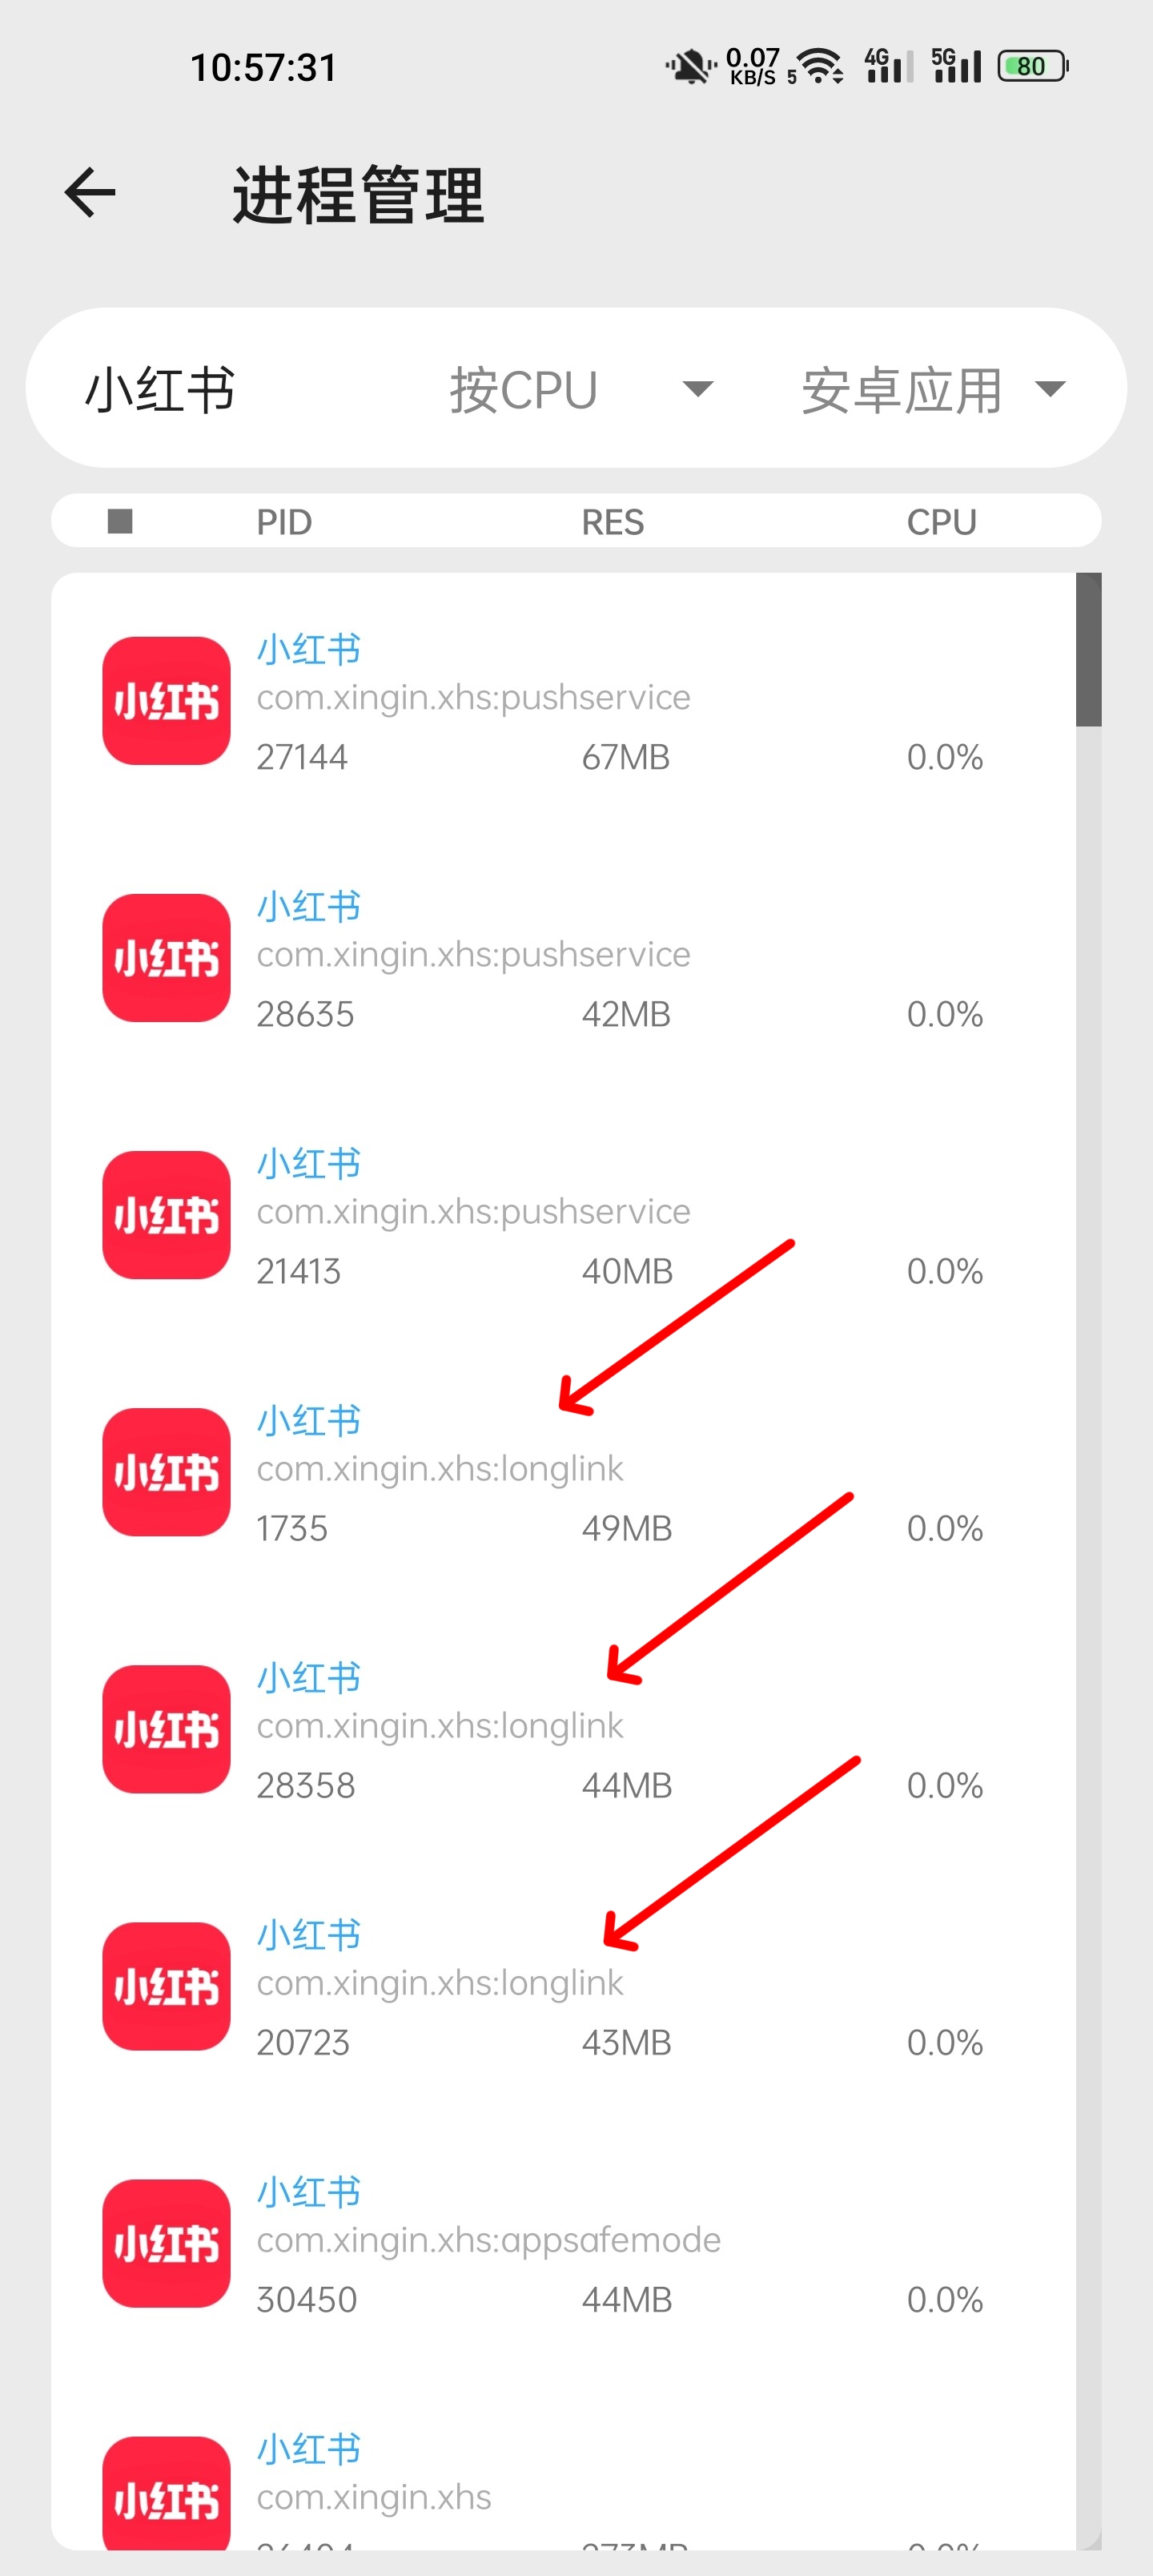 10:57:31
0.07 KB/S 5 4G 5G 80
进程管理
小红书 按CPU 安卓应用
PID RES CPU
小红书
小红书
com.xingin.xhs:pushservice
27144 67MB 0.0%
小红书
小红书
com.xingin.xhs:pushservice
28635 42MB 0.0%
小红书
小红书
com.xingin.xhs:pushservice
21413 40MB 0.0%
小红书
小红书
com.xingin.xhs:longlink
1735 49MB 0.0%
小红书
小红书
com.xingin.xhs:longlink
28358 44MB 0.0%
小红书
小红书
com.xingin.xhs:longlink
20723 43MB 0.0%
小红书
小红书
com.xingin.xhs:appsafemode
30450 44MB 0.0%
小红书
小红书
com.xingin.xhs